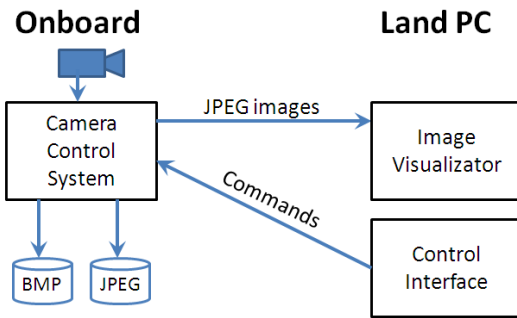 Onboard
Land PC
Camera
Control
System
JPEG images
Image
Visualizator
Commands
Control
Interface
BMP
JPEG